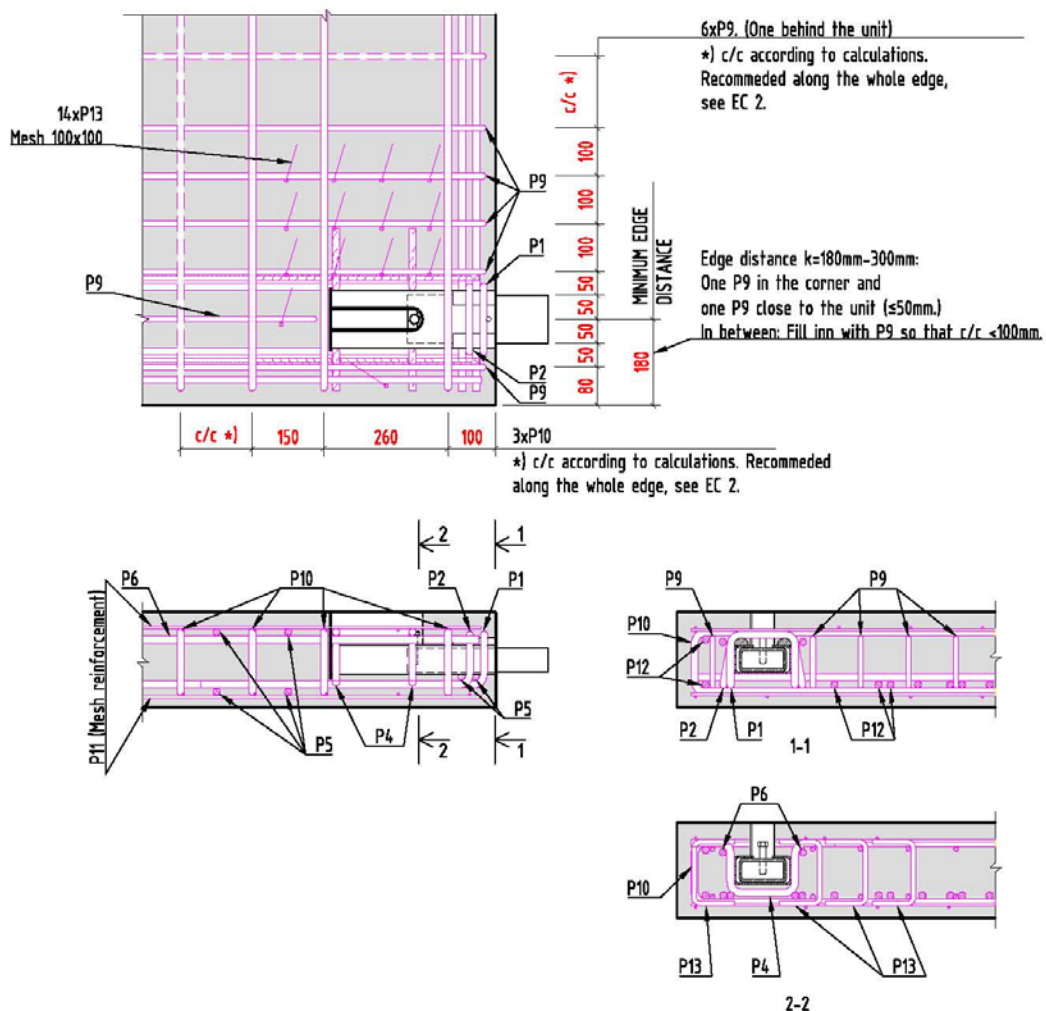 6xP9. (One behind the unit)
*) c/c according to calculations.
Recommeded along the whole edge,
see EC 2.
c/c *)
14xP13
Mesh 100x100
100
P9
100
P1
100
MINIMUM EDGE
DISTANCE
Edge distance k=180mm-300mm:
One P9 in the corner and
one P9 close to the unit (≤50mm.)
In between: Fill inn with P9 so that c/c <100mm.
P9
50
50
50
50
180
P2
P9
80
c/c *)
150
260
100
3xP10
*) c/c according to calculations. Recommeded
along the whole edge, see EC 2.
2
1
P6
P10
P2
P1
P11 (Mesh reinforcement)
P5
P4
P5
2
1
P9
P9
P10
P12
P2
P1
P12
1-1
P6
P10
P13
P4
P13
2-2